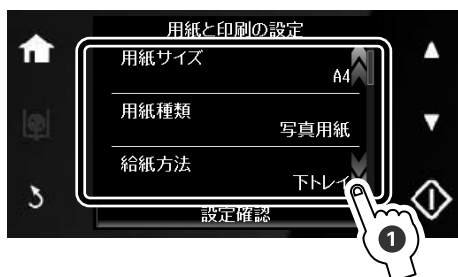 用紙と印刷の設定
用紙サイズ
A4
用紙種類
写真用紙
給紙方法
下トレイ
設定確認
1